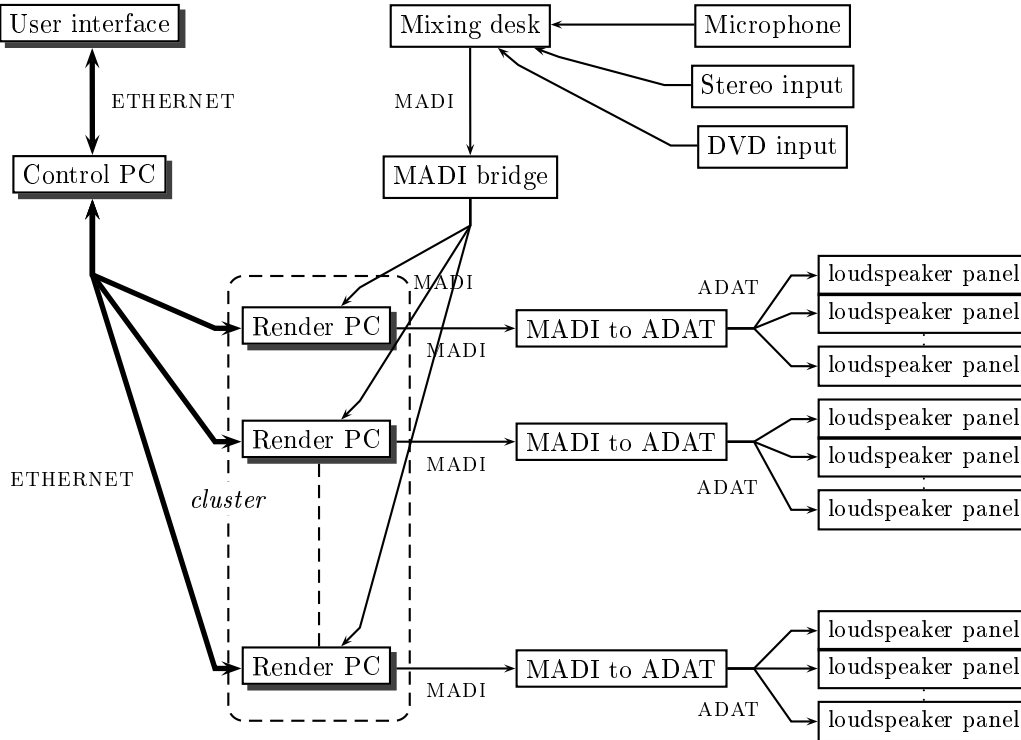 User interface
Mixing desk
Microphone
Stereo input
ETHERNET
MADI
DVD input
Control PC
MADI bridge
MADI
ADAT
loudspeaker panel
loudspeaker panel
Render PC
MADI
MADI to ADAT
loudspeaker panel
loudspeaker panel
Render PC
MADI
MADI to ADAT
loudspeaker panel
ETHERNET
ADAT
cluster
loudspeaker panel
loudspeaker panel
Render PC
MADI
MADI to ADAT
loudspeaker panel
ADAT
loudspeaker panel